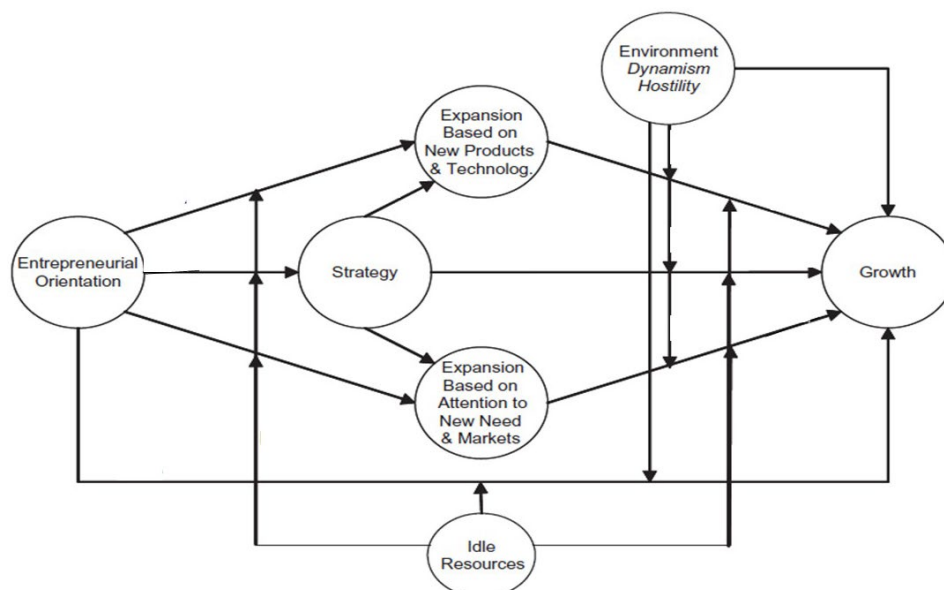 Environment
Dynamism
Hostility
Expansion
Based on
New Products
& Technolog.
Entrepreneurial
Orientation
Strategy
Growth
Expansion
Based on
Attention to
New Need
& Markets
Idle
Resources